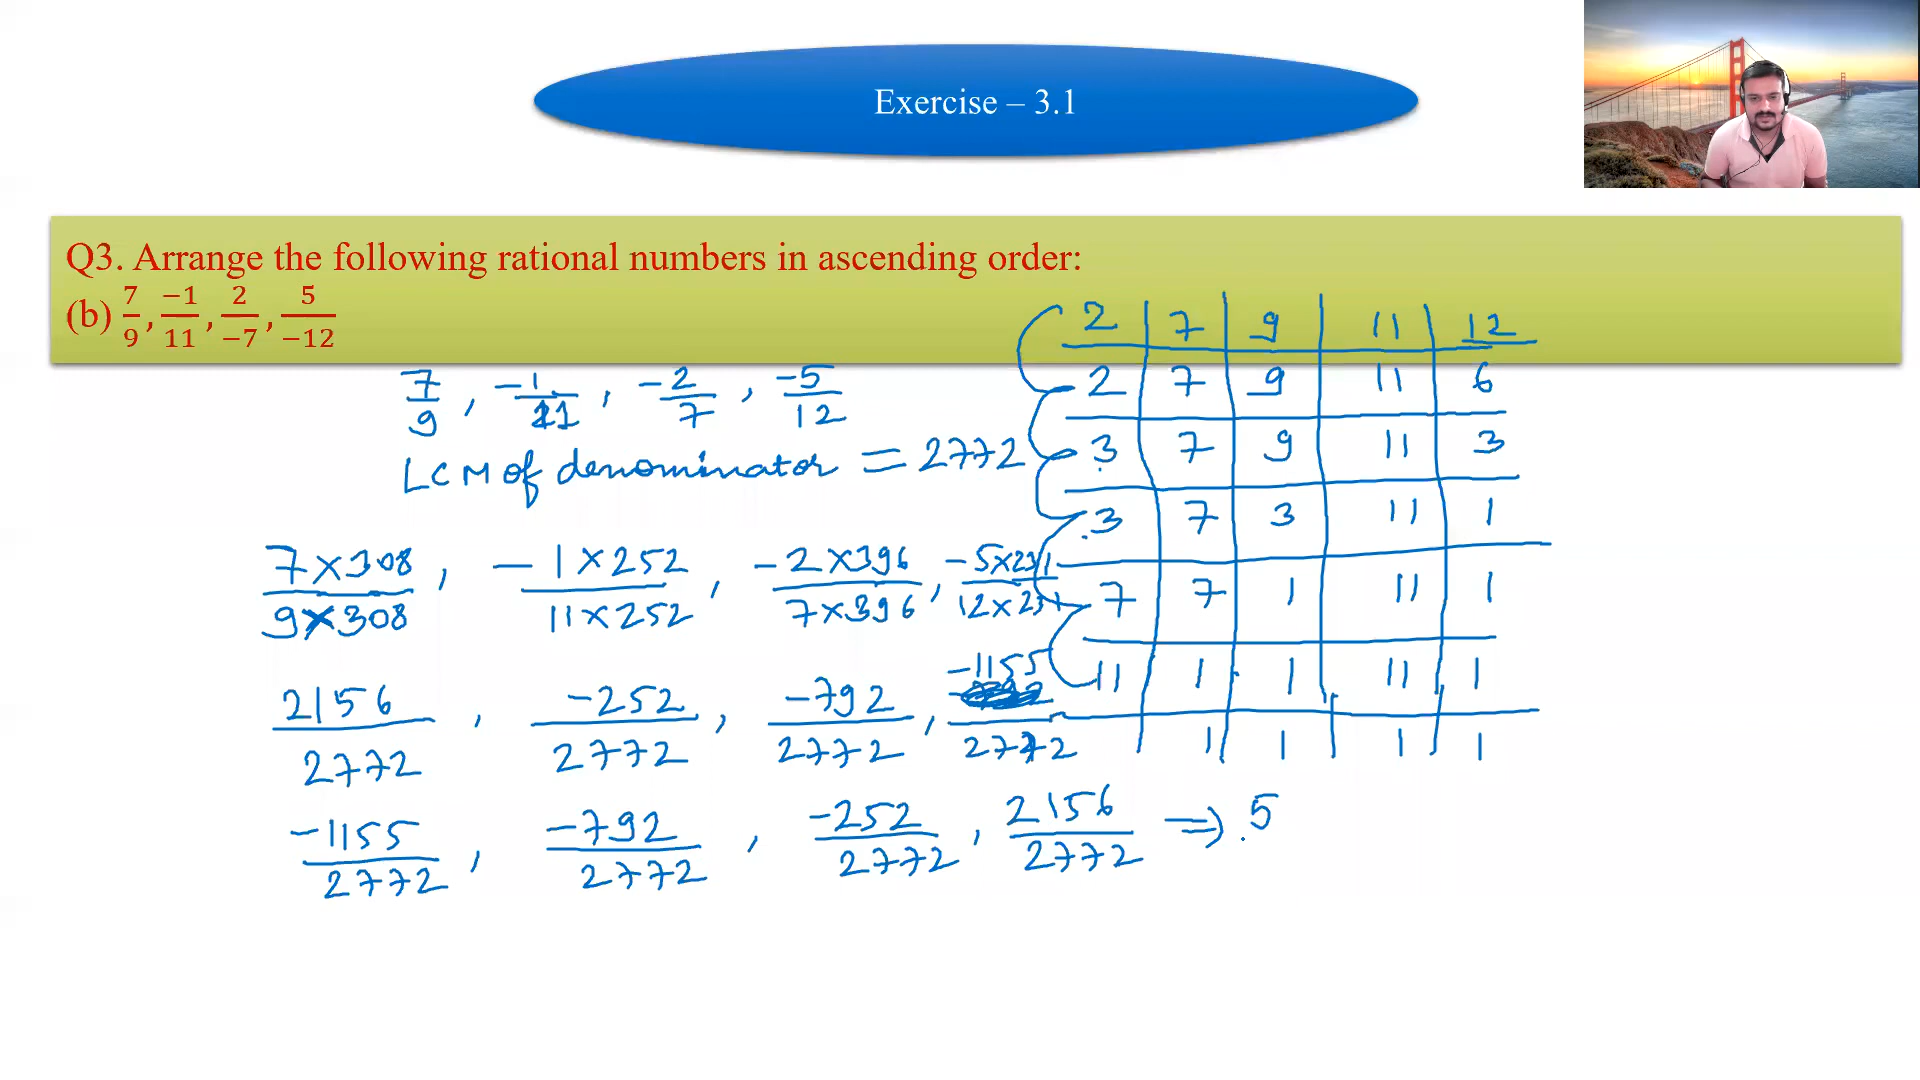 Exercise – 3.1
Q3. Arrange the following rational numbers in ascending order:
(b) 7/9, −1/11, 2/−7, 5/−12
7/9, −1/11, −2/7, −5/12
LCM of denominator = 2772
7×308/9×308, −1×252/11×252, −2×396/7×396, −5×231/12×231
2156/2772, −252/2772, −792/2772, −1155/2772
−1155/2772, −792/2772, −252/2772, 2156/2772 ⇒ 5
2 | 7 | 9 | 11 | 12
2 | 7 | 9 | 11 | 6
3 | 7 | 9 | 11 | 3
3 | 7 | 3 | 11 | 1
7 | 7 | 1 | 11 | 1
11 | 1 | 1 | 11 | 1
1 | 1 | 1 | 1